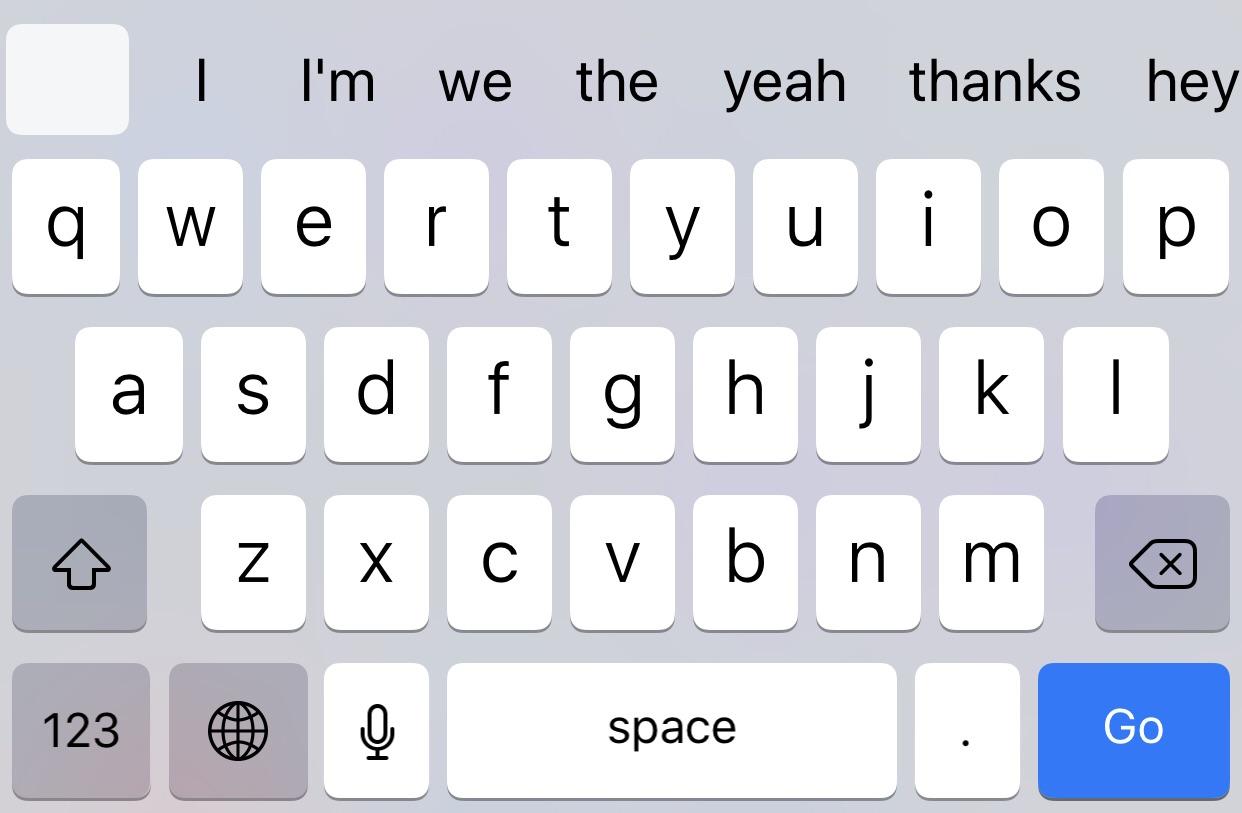 I I'm we the yeah thanks hey
q w e r t y u i o p
a s d f g h j k l
z x c v b n m
123 space . Go